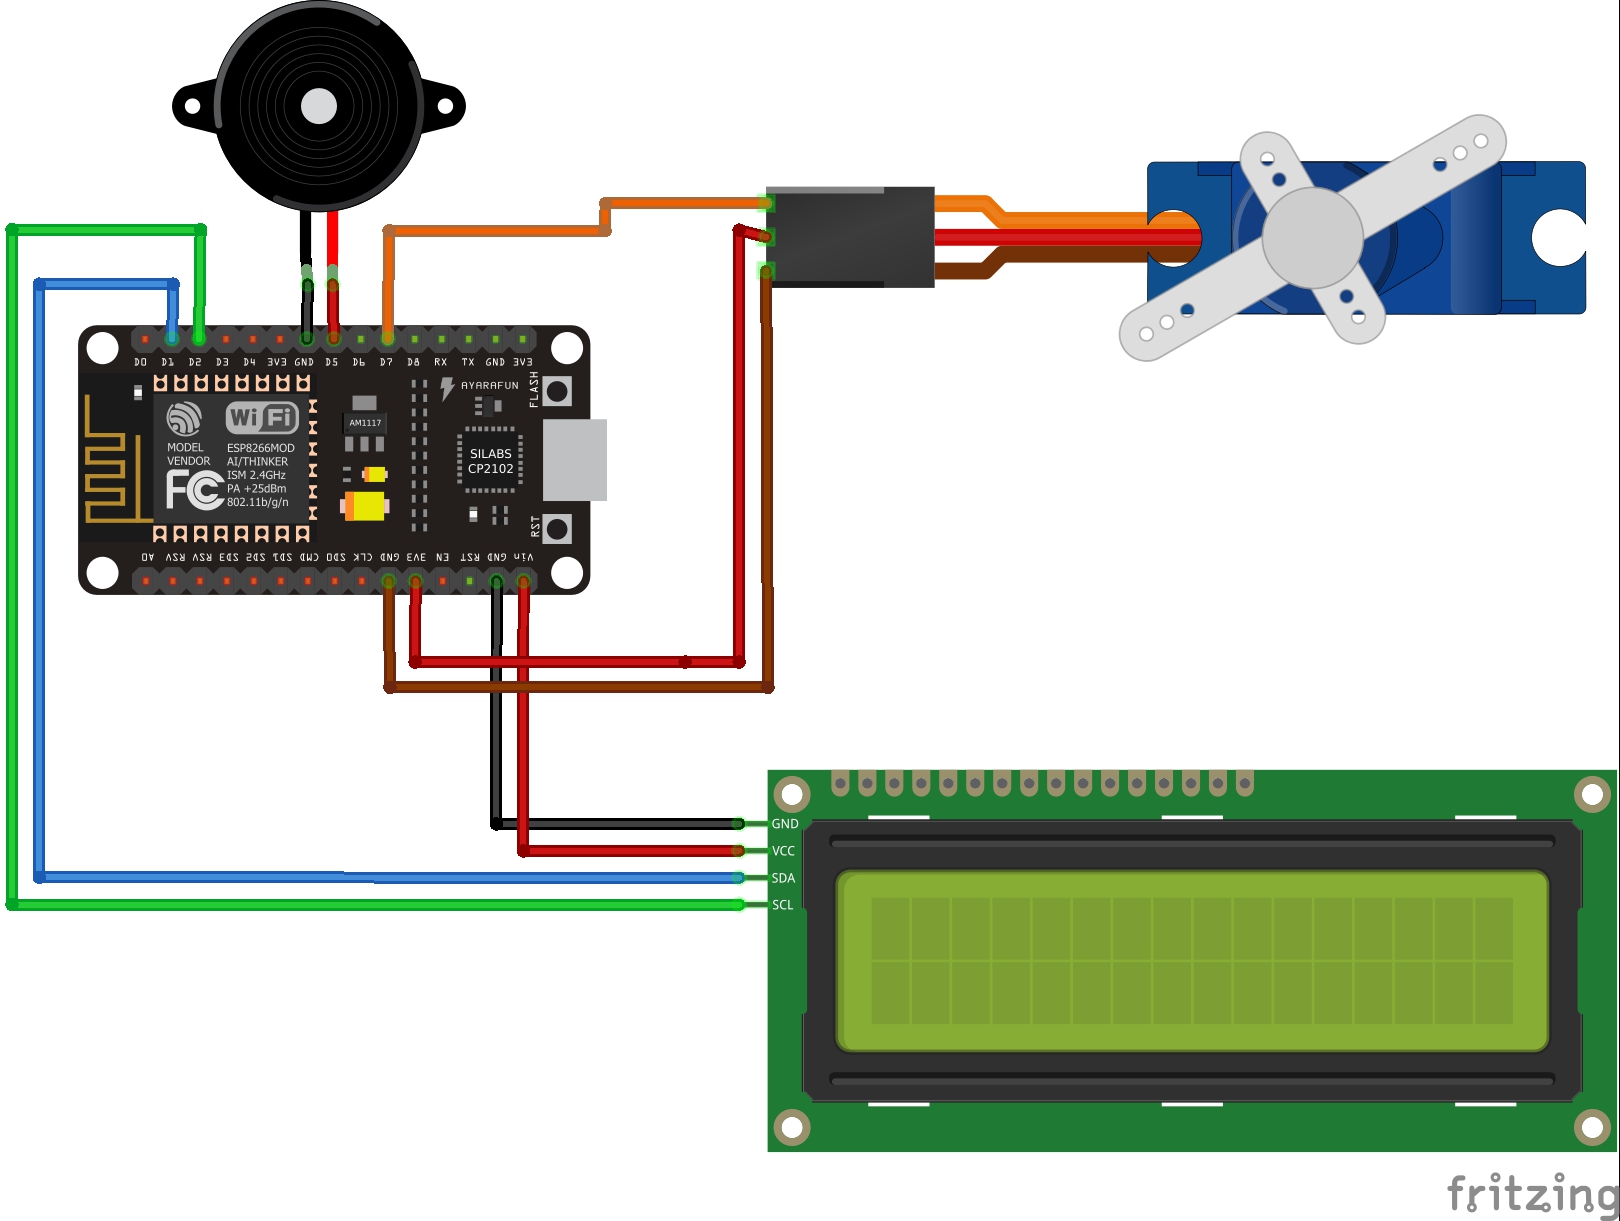 D0 D1 D2 D3 D4 3V3 GND D5 D6 D7 D8 RX TX GND 3V3
AYARAFUN
FLASH
WiFi
AM1117
MODEL
VENDOR
ESP8266MOD
AI/THINKER
ISM 2.4GHz
PA +25dBm
802.11b/g/n
FC
SILABS
CP2102
RST
A0 RSV RSV SD3 SD2 SD1 CMD SD0 CLK GND 3V3 EN RST GND Vin
GND
VCC
SDA
SCL
fritzing